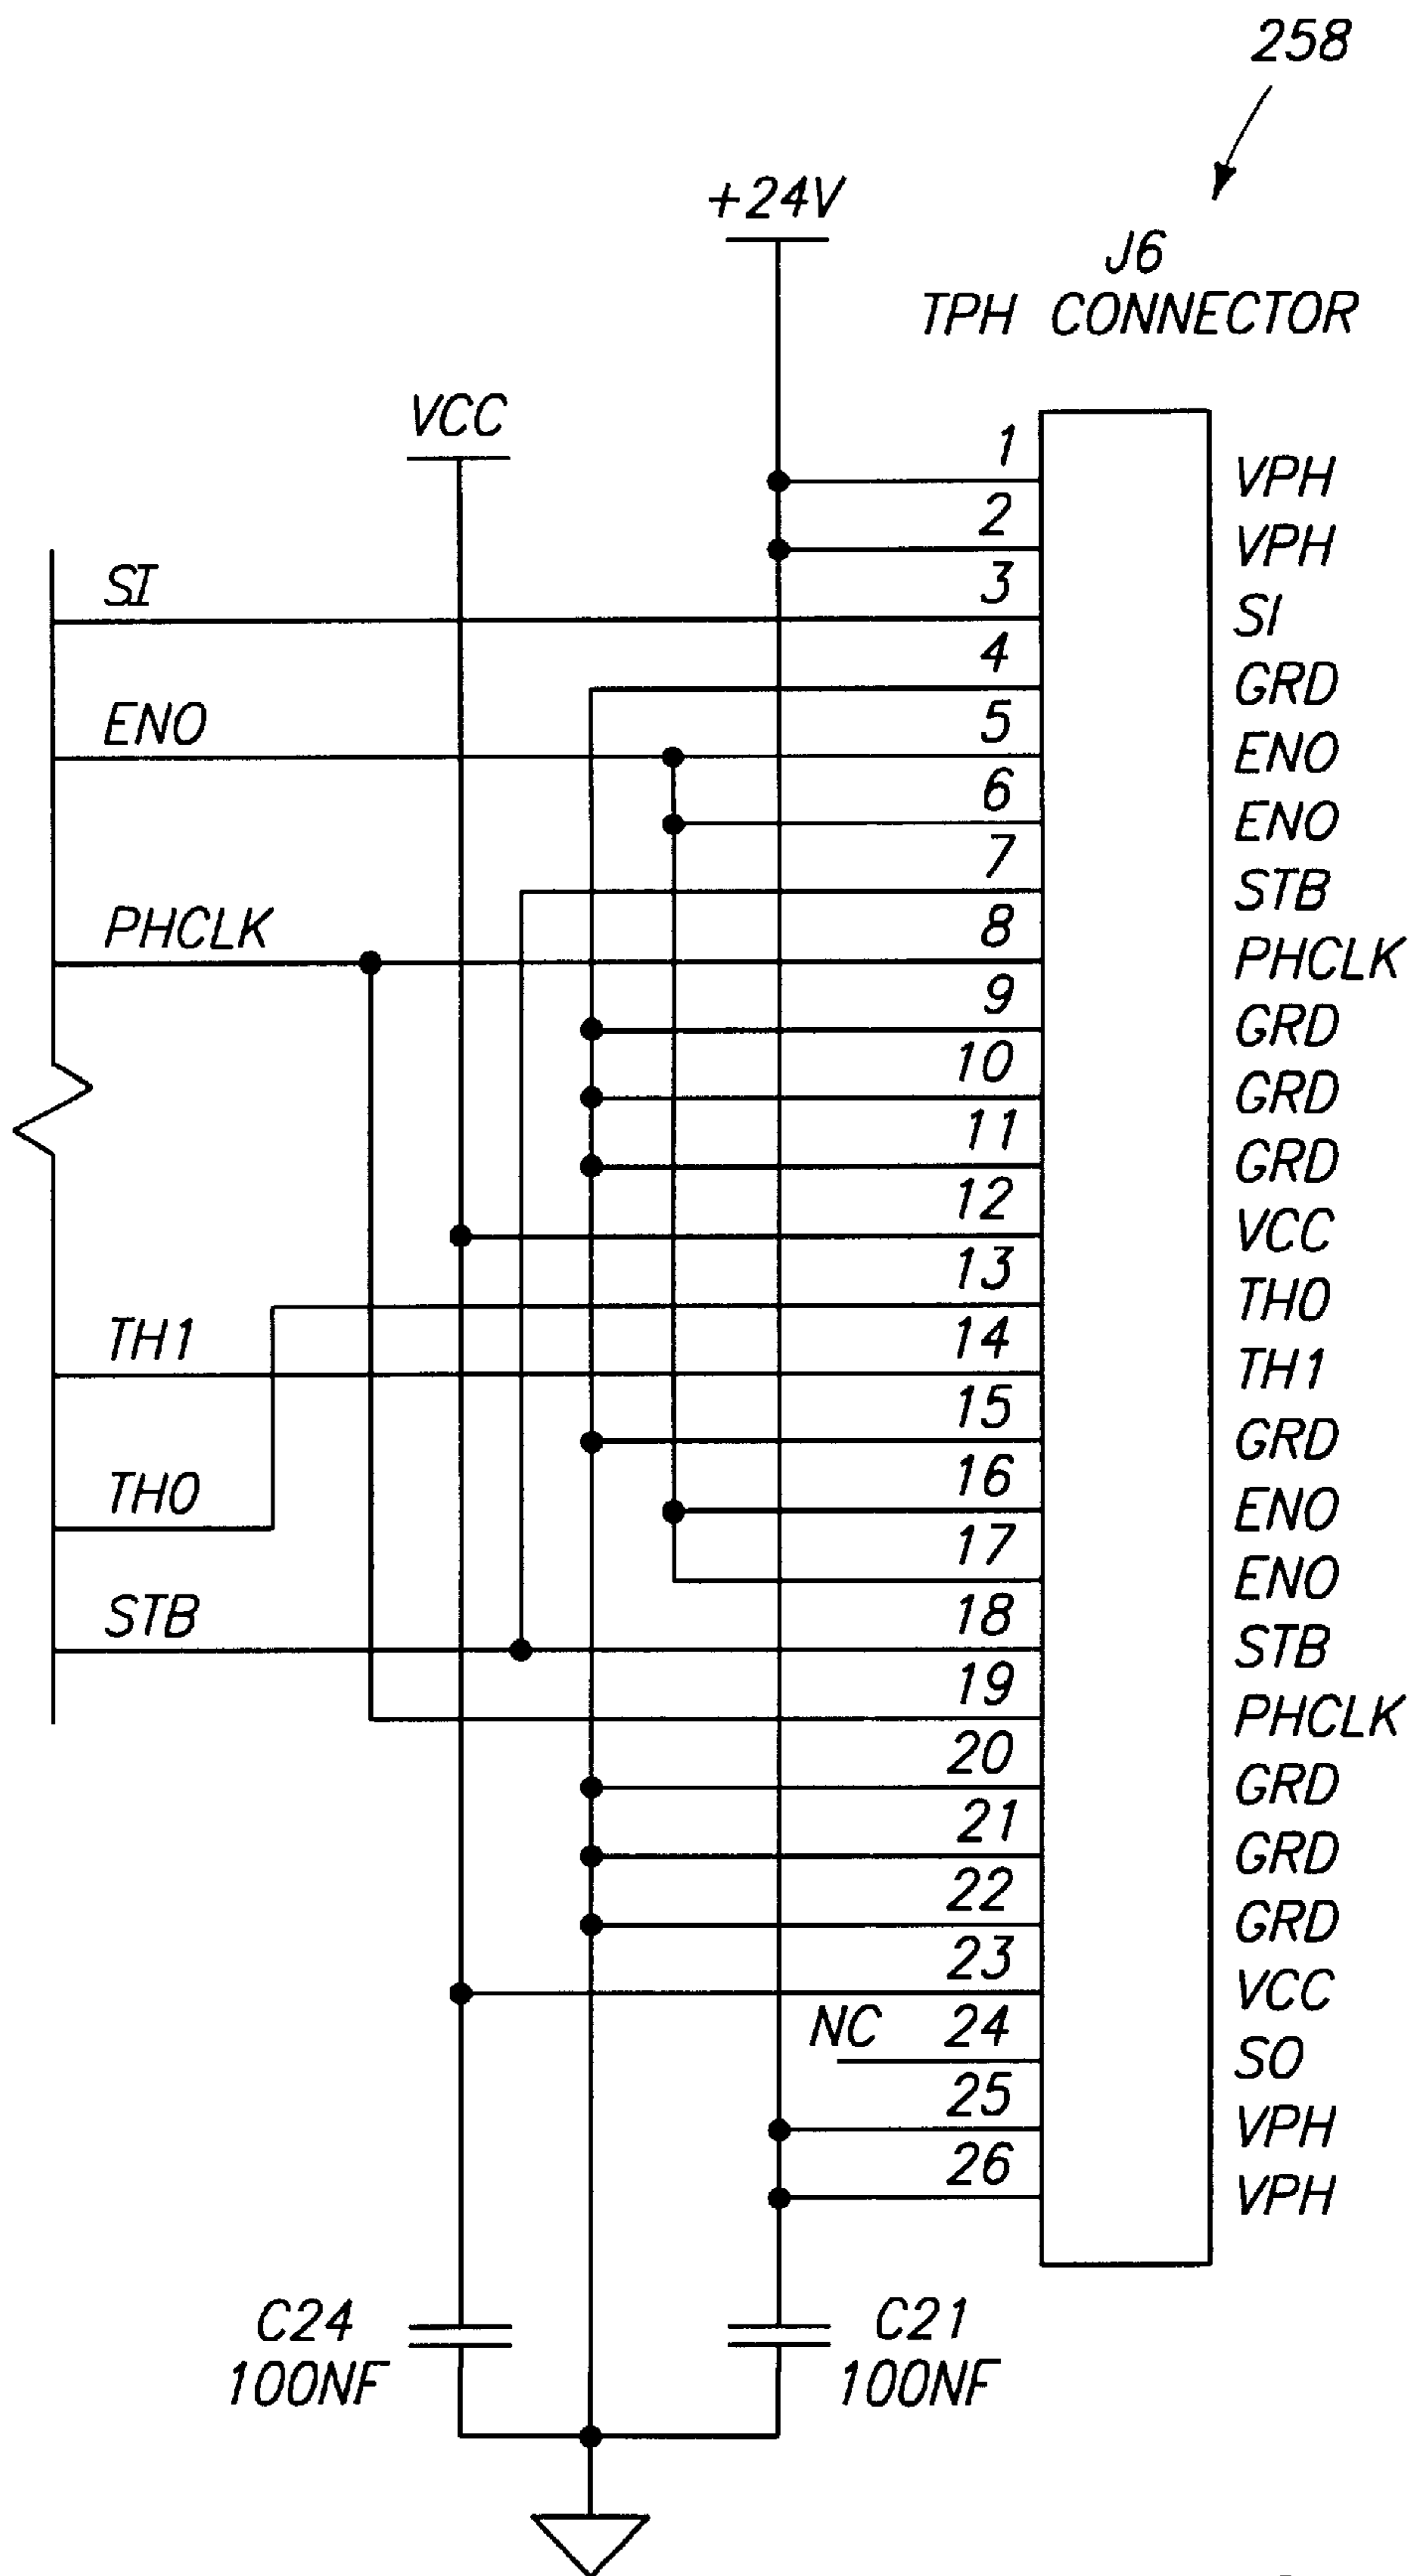 258
+24V
J6
TPH CONNECTOR
VCC
1 VPH
2 VPH
SI 3 SI
4 GRD
ENO 5 ENO
6 ENO
7 STB
PHCLK 8 PHCLK
9 GRD
10 GRD
11 GRD
12 VCC
13 TH0
TH1 14 TH1
15 GRD
TH0 16 ENO
17 ENO
STB 18 STB
19 PHCLK
20 GRD
21 GRD
22 GRD
23 VCC
NC 24 SO
25 VPH
26 VPH
C24 C21
100NF 100NF